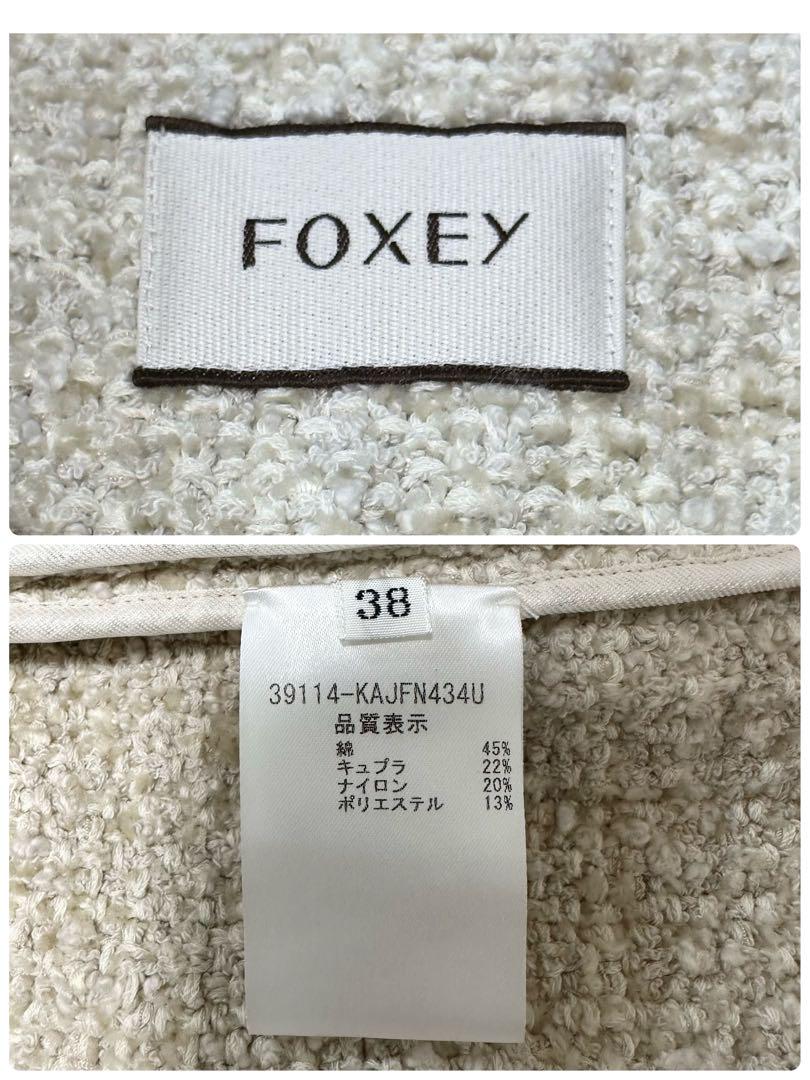 FOXEY
38
39114-KAJFN434U
品質表示
綿 45%
キュプラ 22%
ナイロン 20%
ポリエステル 13%